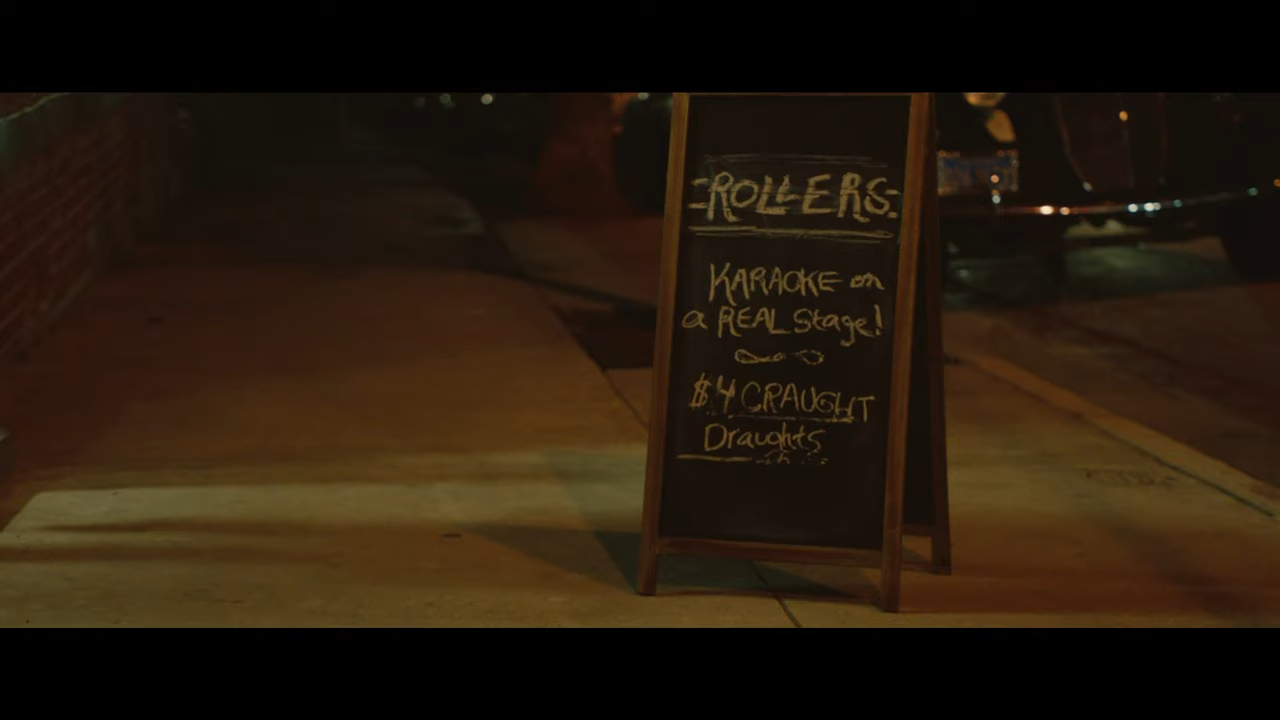 -ROLLERS-
KARAOKE on
a REAL Stage!
$4 CRAUGHT
Draughts